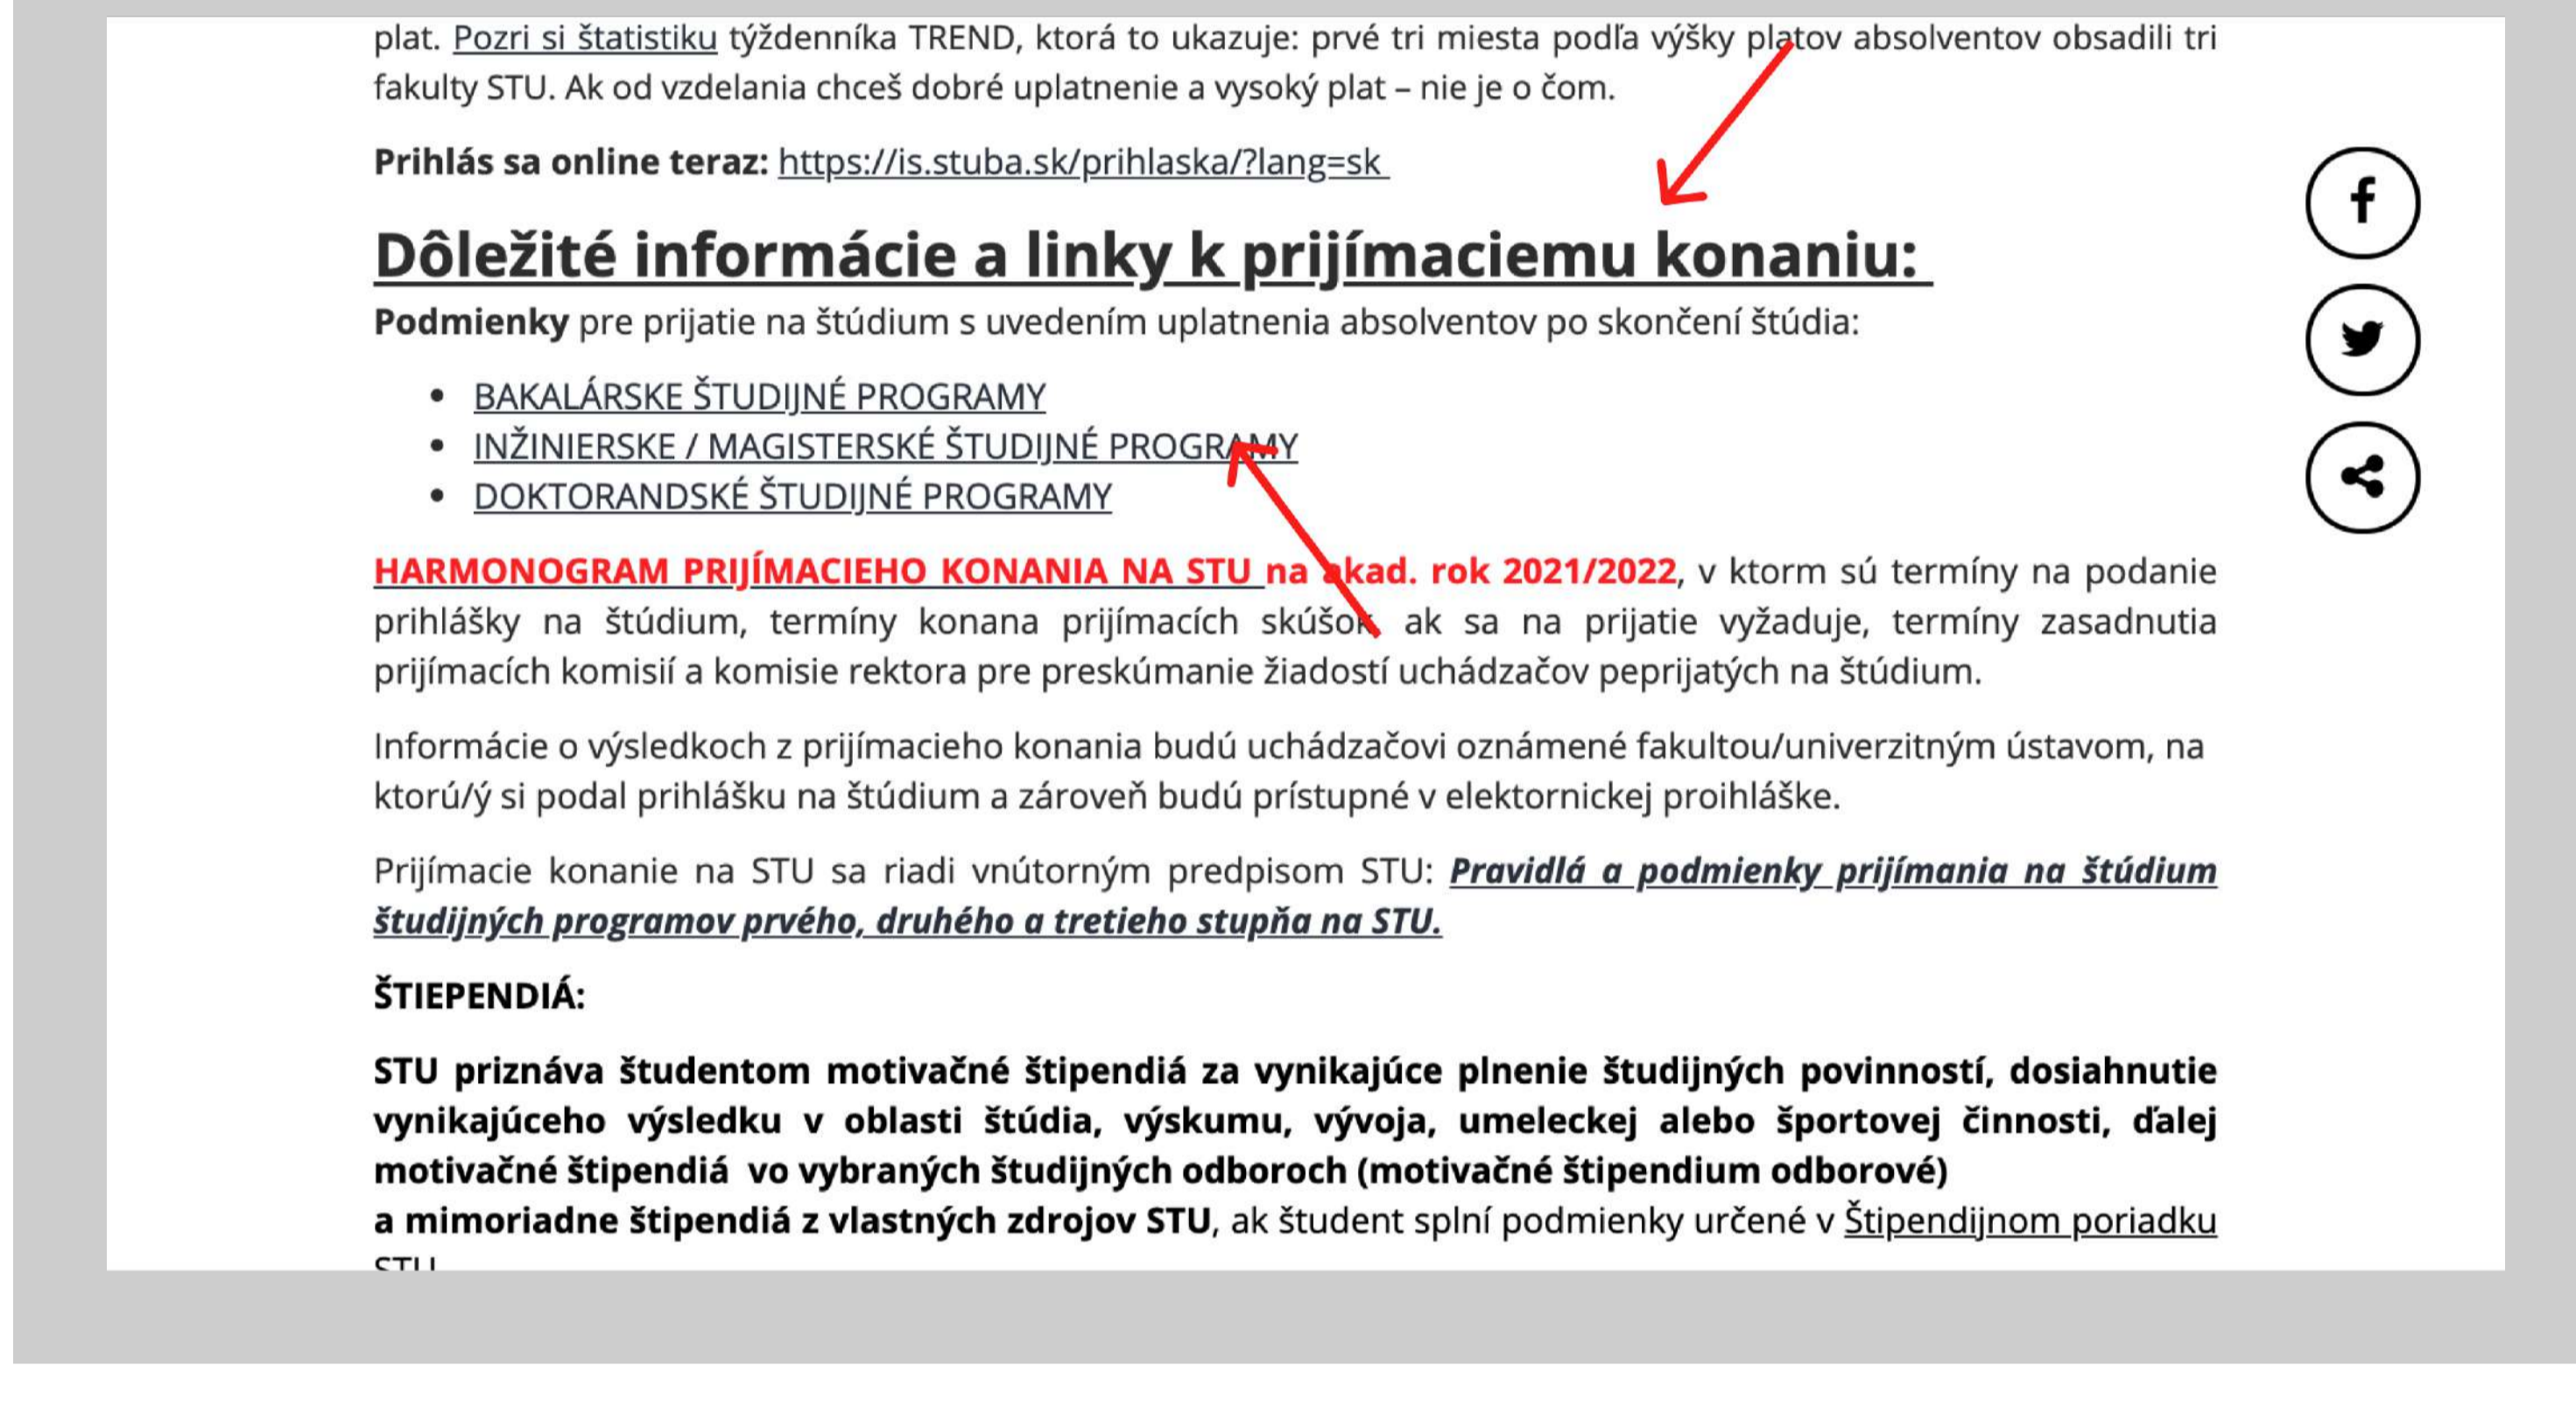 plat. Pozri si štatistiku týždenníka TREND, ktorá to ukazuje: prvé tri miesta podľa výšky platov absolventov obsadili tri
fakulty STU. Ak od vzdelania chceš dobré uplatnenie a vysoký plat – nie je o čom.
Prihlás sa online teraz: https://is.stuba.sk/prihlaska/?lang=sk
Dôležité informácie a linky k prijímaciemu konaniu:
Podmienky pre prijatie na štúdium s uvedením uplatnenia absolventov po skončení štúdia:
• BAKALÁRSKE ŠTUDIJNÉ PROGRAMY
• INŽINIERSKE / MAGISTERSKÉ ŠTUDIJNÉ PROGRAMY
• DOKTORANDSKÉ ŠTUDIJNÉ PROGRAMY
HARMONOGRAM PRIJÍMACIEHO KONANIA NA STU na akad. rok 2021/2022, v ktorm sú termíny na podanie
prihlášky na štúdium, termíny konana prijímacích skúšok, ak sa na prijatie vyžaduje, termíny zasadnutia
prijímacích komisií a komisie rektora pre preskúmanie žiadostí uchádzačov peprijatých na štúdium.
Informácie o výsledkoch z prijímacieho konania budú uchádzačovi oznámené fakultou/univerzitným ústavom, na
ktorú/ý si podal prihlášku na štúdium a zároveň budú prístupné v elektornickej proihláške.
Prijímacie konanie na STU sa riadi vnútorným predpisom STU: Pravidlá a podmienky prijímania na štúdium
študijných programov prvého, druhého a tretieho stupňa na STU.
ŠTIEPENDIÁ:
STU priznáva študentom motivačné štipendiá za vynikajúce plnenie študijných povinností, dosiahnutie
vynikajúceho výsledku v oblasti štúdia, výskumu, vývoja, umeleckej alebo športovej činnosti, ďalej
motivačné štipendiá vo vybraných študijných odboroch (motivačné štipendium odborové)
a mimoriadne štipendiá z vlastných zdrojov STU, ak študent splní podmienky určené v Štipendijnom poriadku
STU